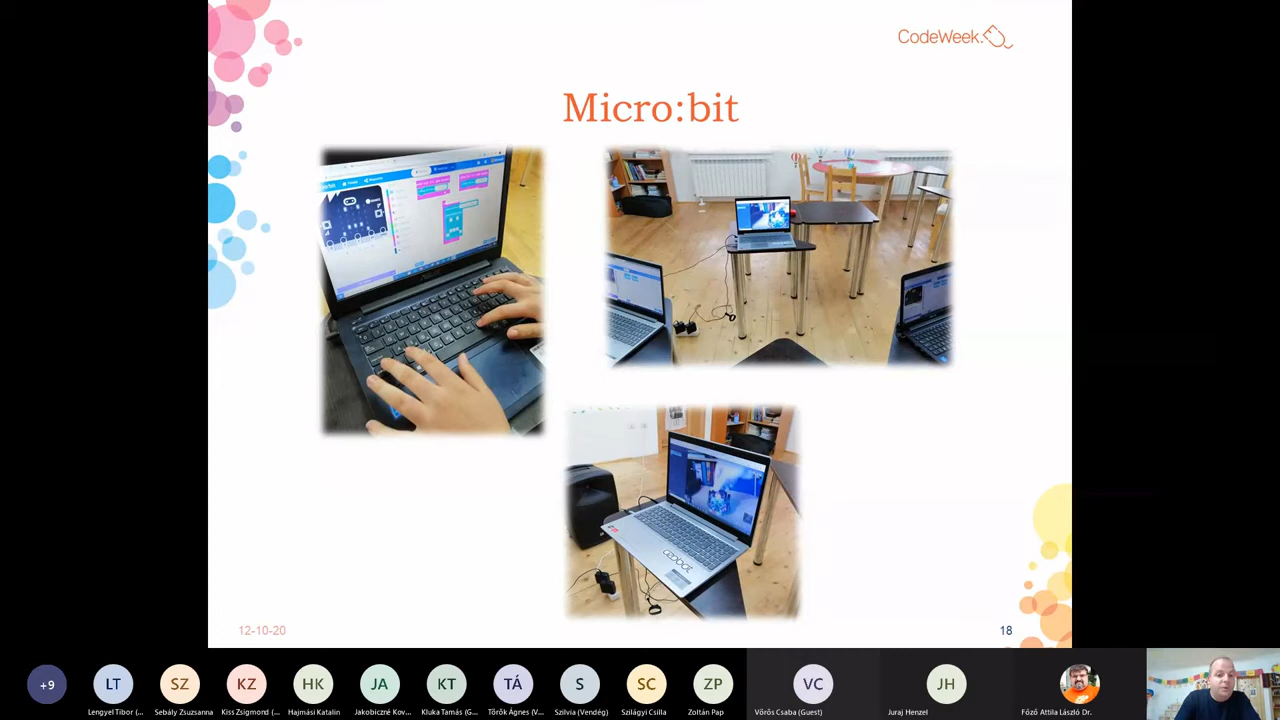 CodeWeek.
Micro:bit
12-10-20
18
+9
LT
SZ
KZ
HK
JA
KT
TÁ
S
SC
ZP
VC
JH
Lengyel Tibor (...
Sebály Zsuzsanna
Kiss Zsigmond (...
Hajmási Katalin
Jakobiczné Kov...
Kluka Tamás (G...
Török Ágnes (V...
Szilvia (Vendég)
Szilágyi Csilla
Zoltán Pap
Vörös Csaba (Guest)
Juraj Henzel
Főző Attila László Dr.